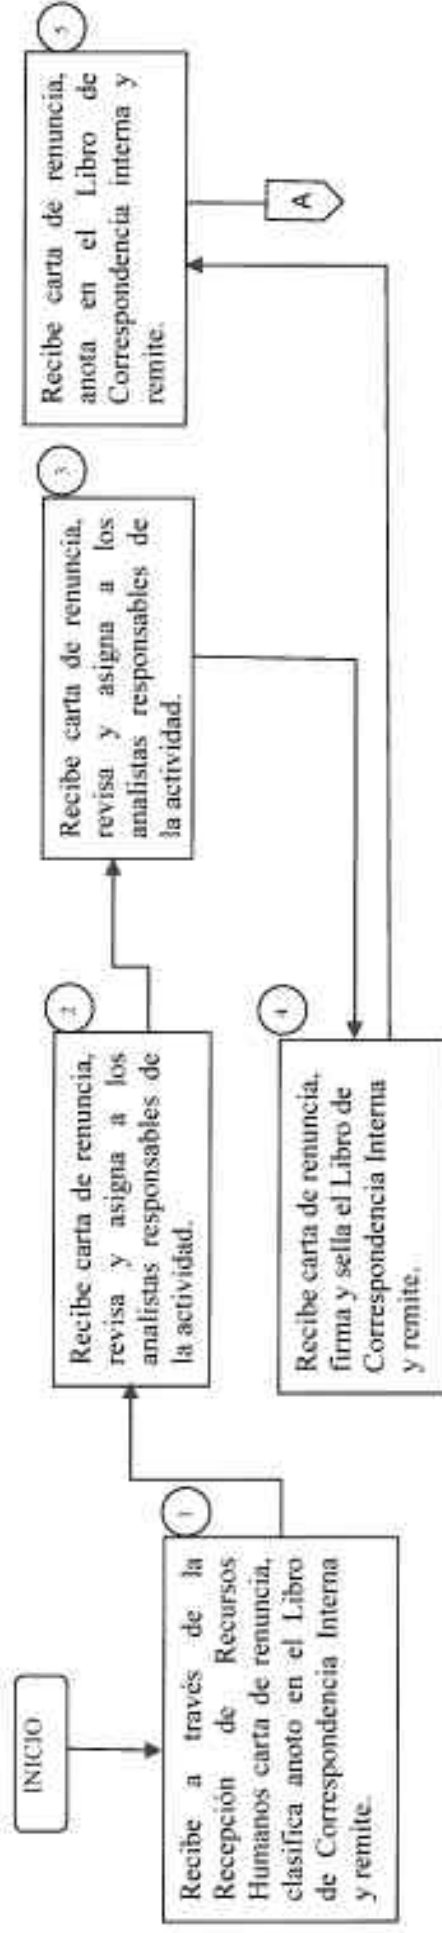 INICIO
1
Recibe a través de la
Recepción de Recursos
Humanos carta de renuncia,
clasifica anoto en el Libro
de Correspondencia Interna
y remite.
2
Recibe carta de renuncia,
revisa y asigna a los
analistas responsables de
la actividad.
3
Recibe carta de renuncia,
revisa y asigna a los
analistas responsables de
la actividad.
4
Recibe carta de renuncia,
firma y sella el Libro de
Correspondencia Interna
y remite.
5
Recibe carta de renuncia,
anota en el Libro de
Correspondencia interna y
remite.
A